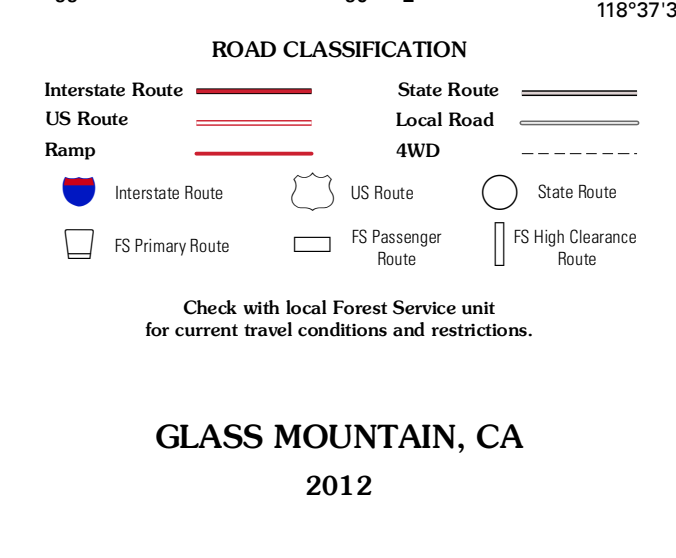 118°37'3
ROAD CLASSIFICATION
Interstate Route
State Route
US Route
Local Road
Ramp
4WD
Interstate Route
US Route
State Route
FS Primary Route
FS Passenger
Route
FS High Clearance
Route
Check with local Forest Service unit
for current travel conditions and restrictions.
GLASS MOUNTAIN, CA
2012